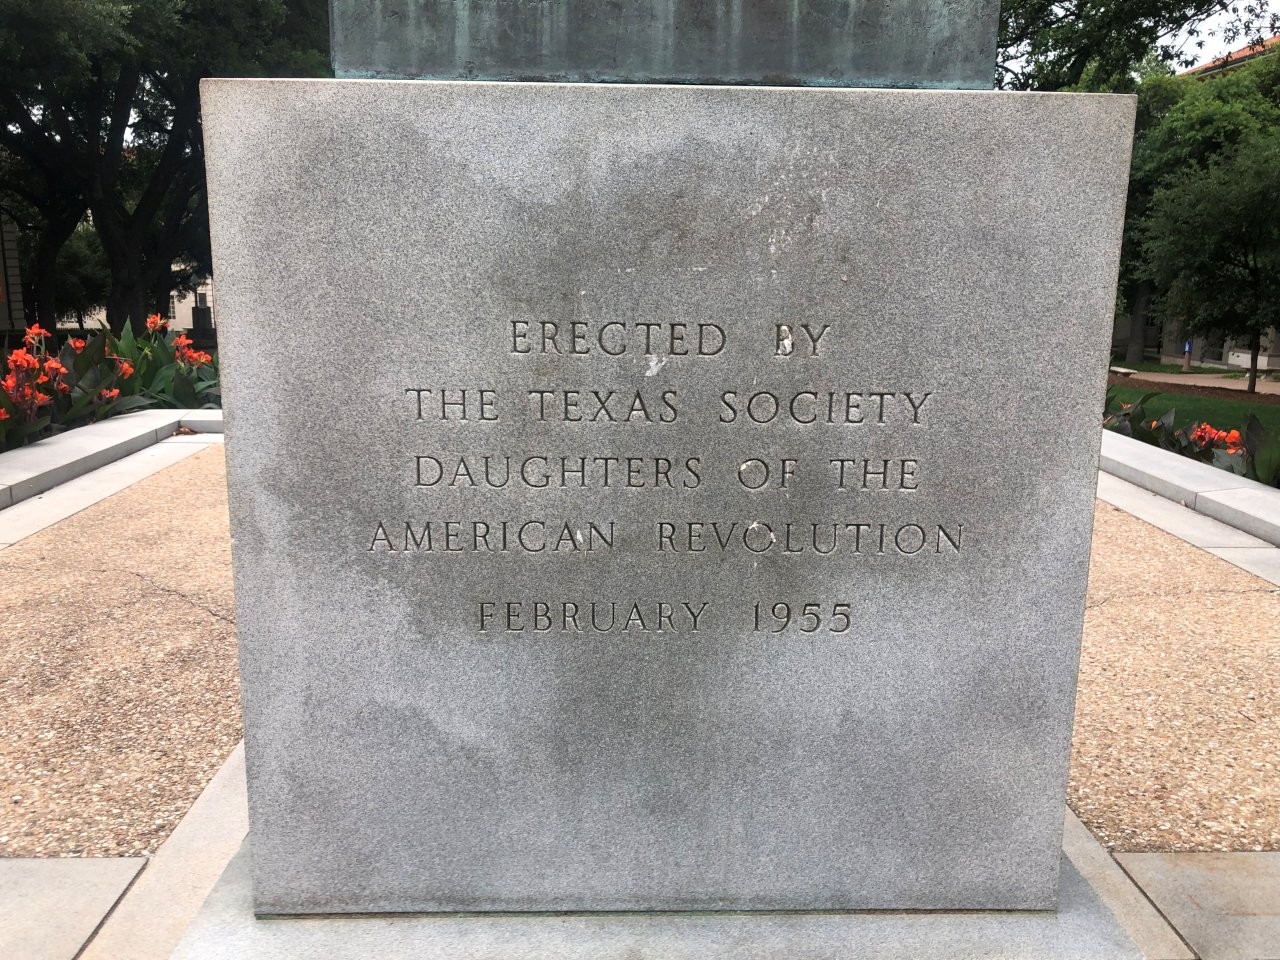 ERECTED BY
THE TEXAS SOCIETY
DAUGHTERS OF THE
AMERICAN REVOLUTION
FEBRUARY 1955